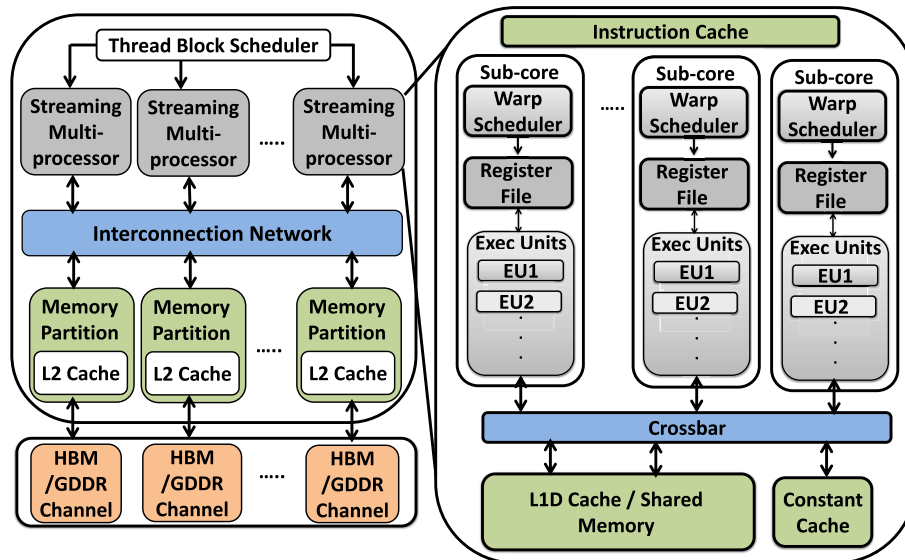 Thread Block Scheduler
Streaming
Multi-
processor
Streaming
Multi-
processor
.....
Streaming
Multi-
processor
Interconnection Network
Memory
Partition
L2 Cache
Memory
Partition
L2 Cache
.....
Memory
Partition
L2 Cache
HBM
/GDDR
Channel
HBM
/GDDR
Channel
.....
HBM
/GDDR
Channel
Instruction Cache
Sub-core
Warp
Scheduler
Register
File
Exec Units
EU1
EU2
.....
Sub-core
Warp
Scheduler
Register
File
Exec Units
EU1
EU2
Sub-core
Warp
Scheduler
Register
File
Exec Units
EU1
EU2
Crossbar
L1D Cache / Shared
Memory
Constant
Cache